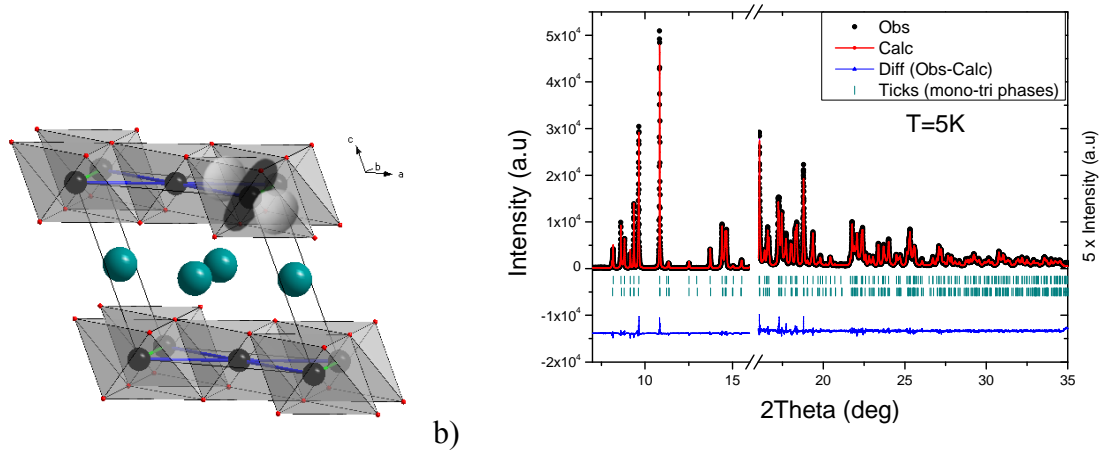 c
b
a
b)
Intensity (a.u)
5x10⁴
4x10⁴
3x10⁴
2x10⁴
1x10⁴
0
-1x10⁴
-2x10⁴
Obs
Calc
Diff (Obs-Calc)
Ticks (mono-tri phases)
T=5K
5 x Intensity (a.u
10
15
20
25
30
35
2Theta (deg)